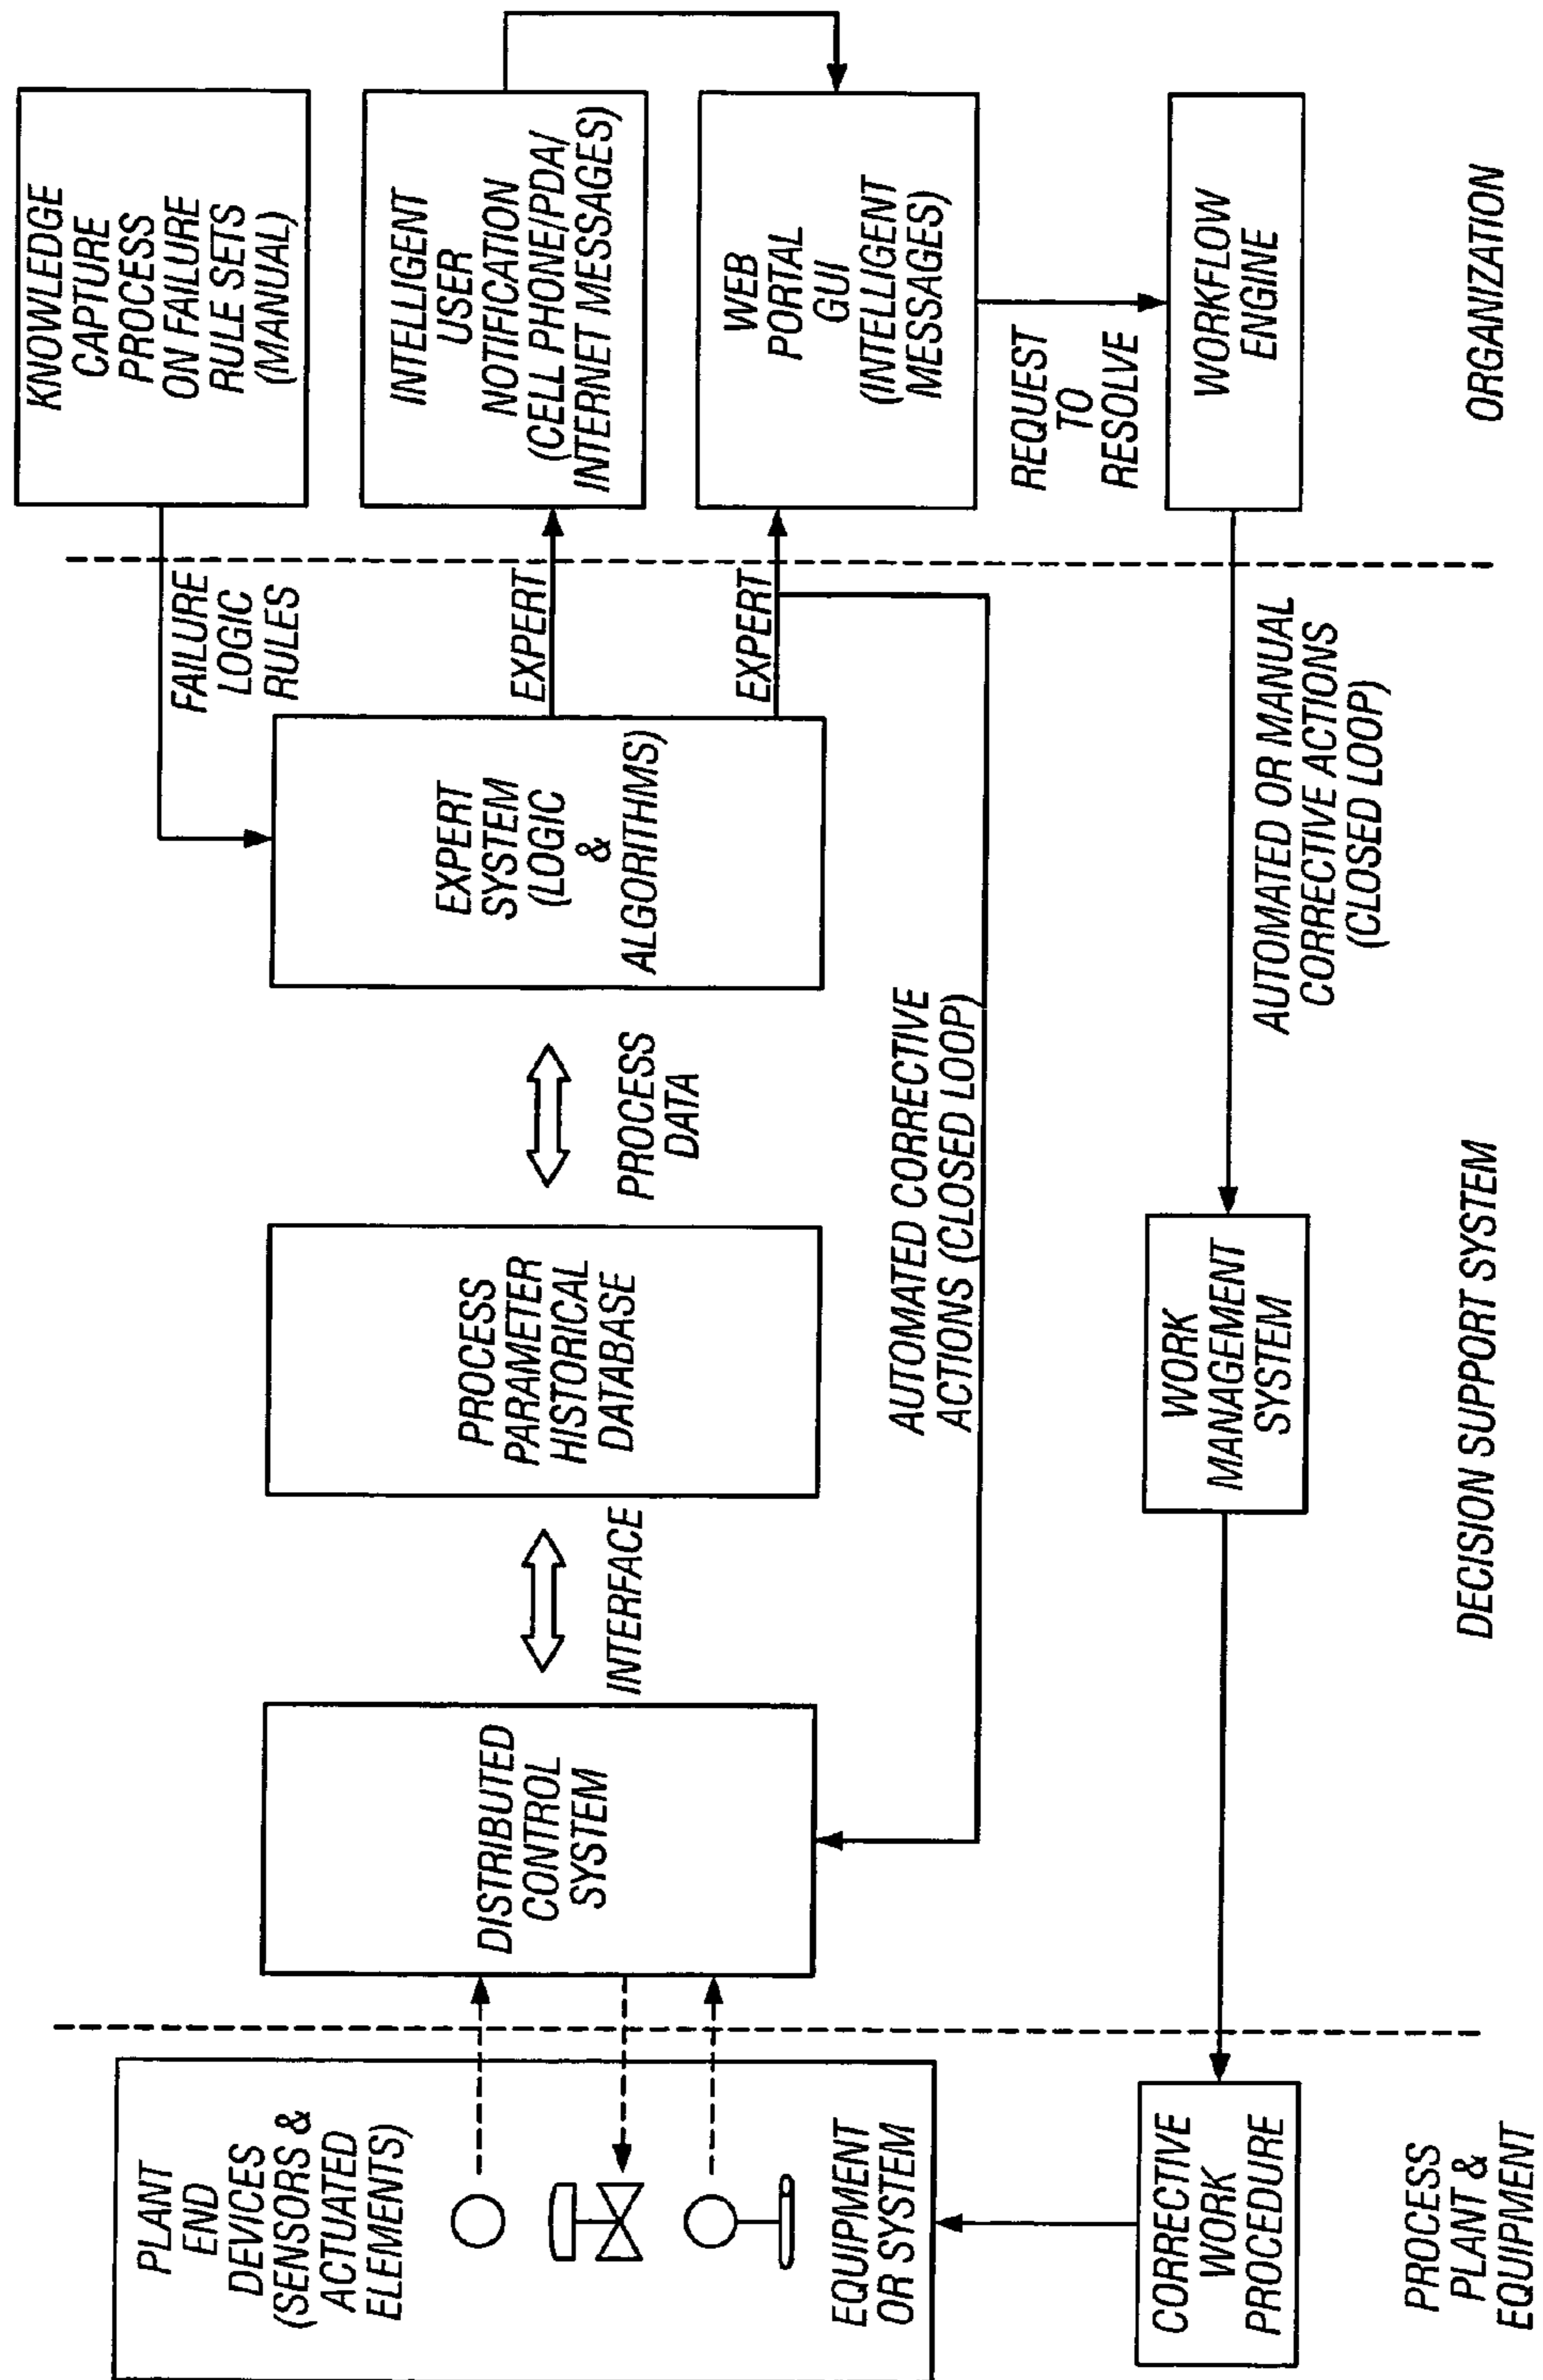 PLANT
END
DEVICES
(SENSORS &
ACTUATED
ELEMENTS)
EQUIPMENT
OR SYSTEM
DISTRIBUTED
CONTROL
SYSTEM
INTERFACE
PROCESS
PARAMETER
HISTORICAL
DATABASE
PROCESS
DATA
EXPERT
SYSTEM
(LOGIC
&
ALGORITHMS)
FAILURE
LOGIC
RULES
EXPERT
EXPERT
KNOWLEDGE
CAPTURE
PROCESS
ON FAILURE
RULE SETS
(MANUAL)
INTELLIGENT
USER
NOTIFICATION
(CELL PHONE/PDA/
INTERNET MESSAGES)
WEB
PORTAL
GUI
(INTELLIGENT
MESSAGES)
REQUEST
TO
RESOLVE
WORKFLOW
ENGINE
AUTOMATED CORRECTIVE
ACTIONS (CLOSED LOOP)
AUTOMATED OR MANUAL
CORRECTIVE ACTIONS
(CLOSED LOOP)
WORK
MANAGEMENT
SYSTEM
CORRECTIVE
WORK
PROCEDURE
PROCESS
PLANT &
EQUIPMENT
DECISION SUPPORT SYSTEM
ORGANIZATION